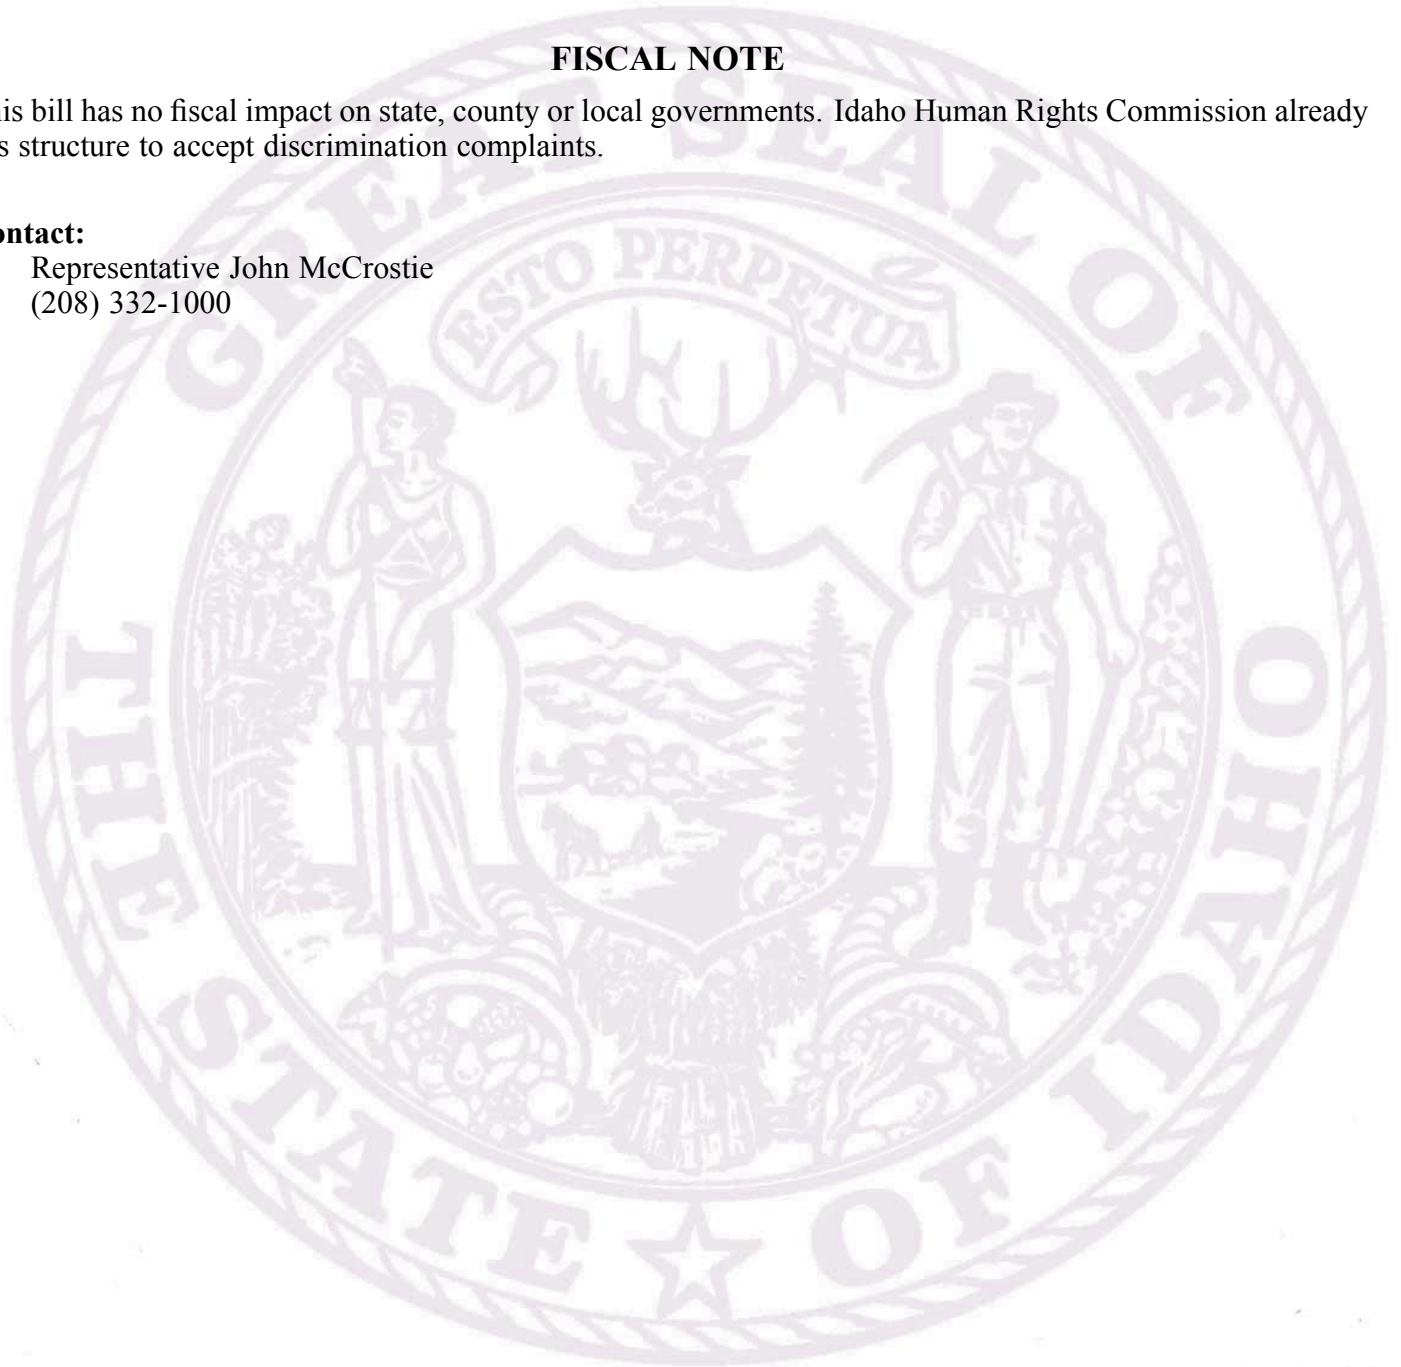 FISCAL NOTE
his bill has no fiscal impact on state, county or local governments. Idaho Human Rights Commission already
s structure to accept discrimination complaints.
ontact:
Representative John McCrostie
(208) 332-1000
GREAT SEAL OF
ESTO PERPETUA
THE STATE OF IDAHO